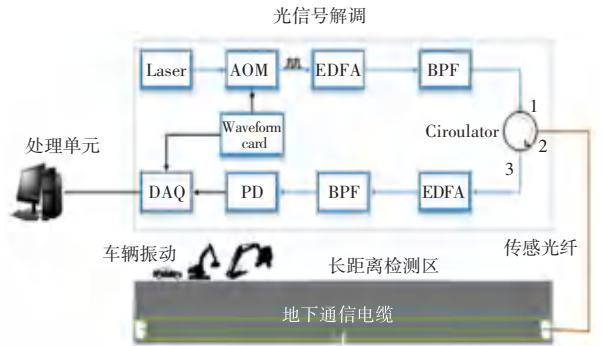 光信号解调
Laser
AOM
EDFA
BPF
Waveform
card
Ciroulator
1
2
3
处理单元
DAQ
PD
BPF
EDFA
车辆振动
长距离检测区
传感光纤
地下通信电缆